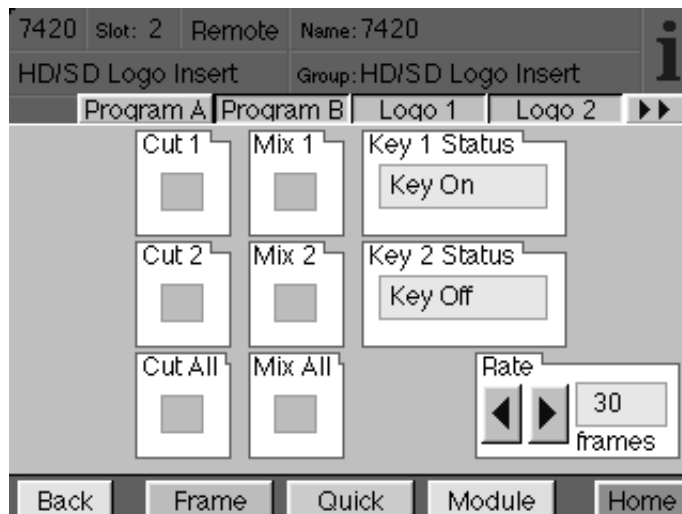 7420 Slot: 2 Remote Name: 7420
HD/SD Logo Insert Group: HD/SD Logo Insert
i
Program A Program B Logo 1 Logo 2
Cut 1 Mix 1 Key 1 Status
Key On
Cut 2 Mix 2 Key 2 Status
Key Off
Cut All Mix All Rate
30
frames
Back Frame Quick Module Home